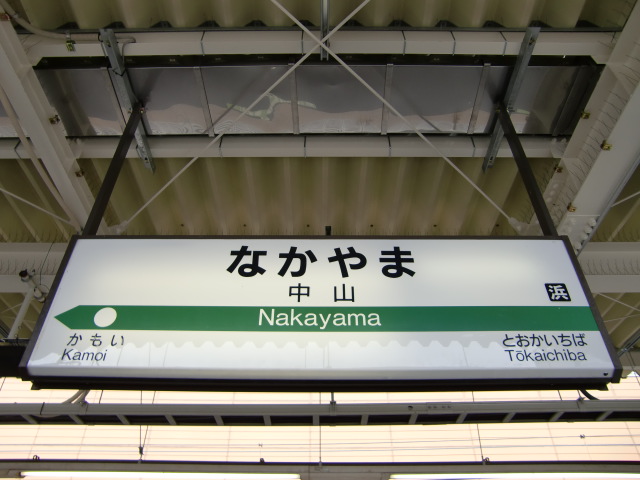 なかやま
中山
浜
Nakayama
かもい
Kamoi
とおかいちば
Tōkaichiba